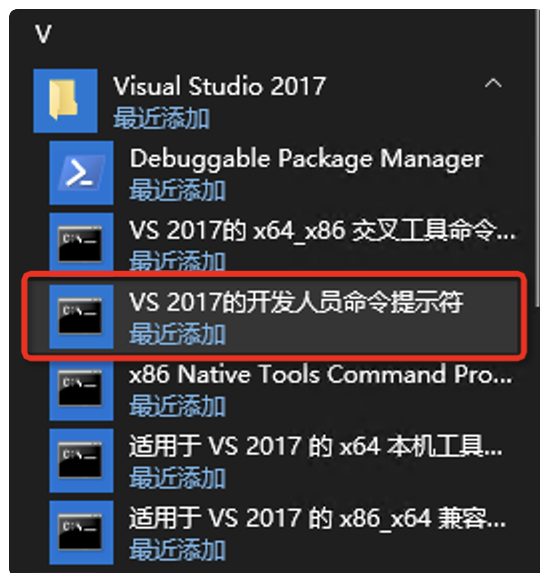 V
Visual Studio 2017
最近添加
Debuggable Package Manager
最近添加
VS 2017的 x64_x86 交叉工具命令...
最近添加
VS 2017的开发人员命令提示符
最近添加
x86 Native Tools Command Pro...
最近添加
适用于 VS 2017 的 x64 本机工具...
最近添加
适用于 VS 2017 的 x86_x64 兼容...
最近添加